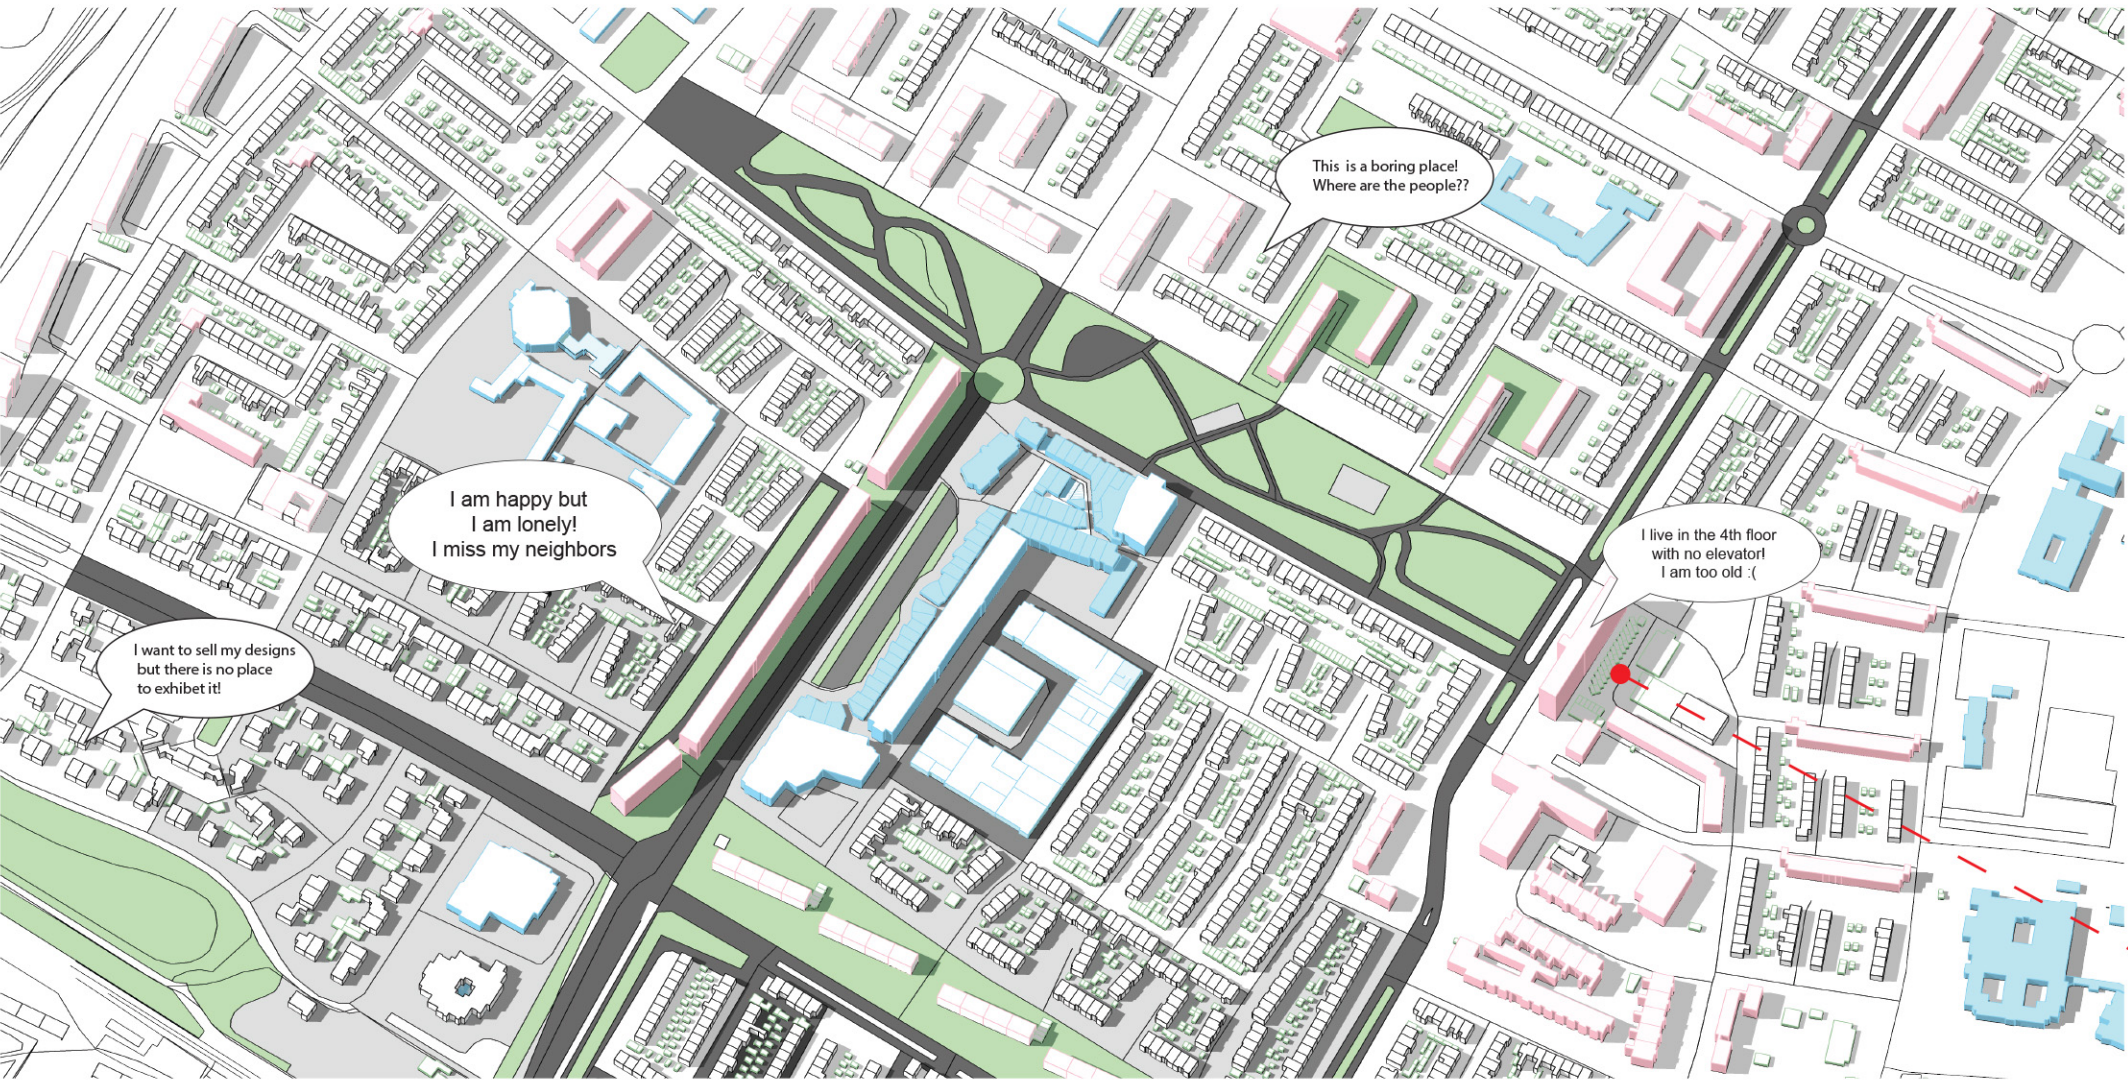 This is a boring place!
Where are the people??
I am happy but
I am lonely!
I miss my neighbors
I live in the 4th floor
with no elevator!
I am too old :(
I want to sell my designs
but there is no place
to exhibet it!